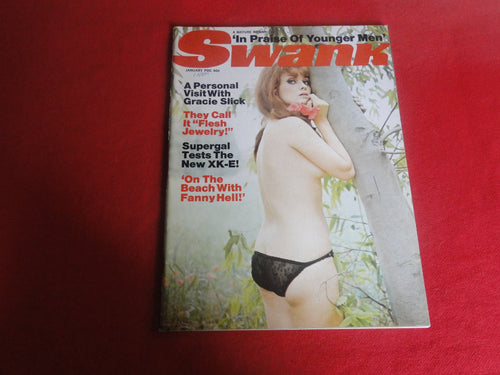 A MATURE WOMAN:
'In Praise Of Younger Men'
Swank
JANUARY PDC 60¢
A Personal
Visit With
Gracie Slick
They Call
It "Flesh
Jewelry!"
Supergal
Tests The
New XK-E!
'On The
Beach With
Fanny Hell!'